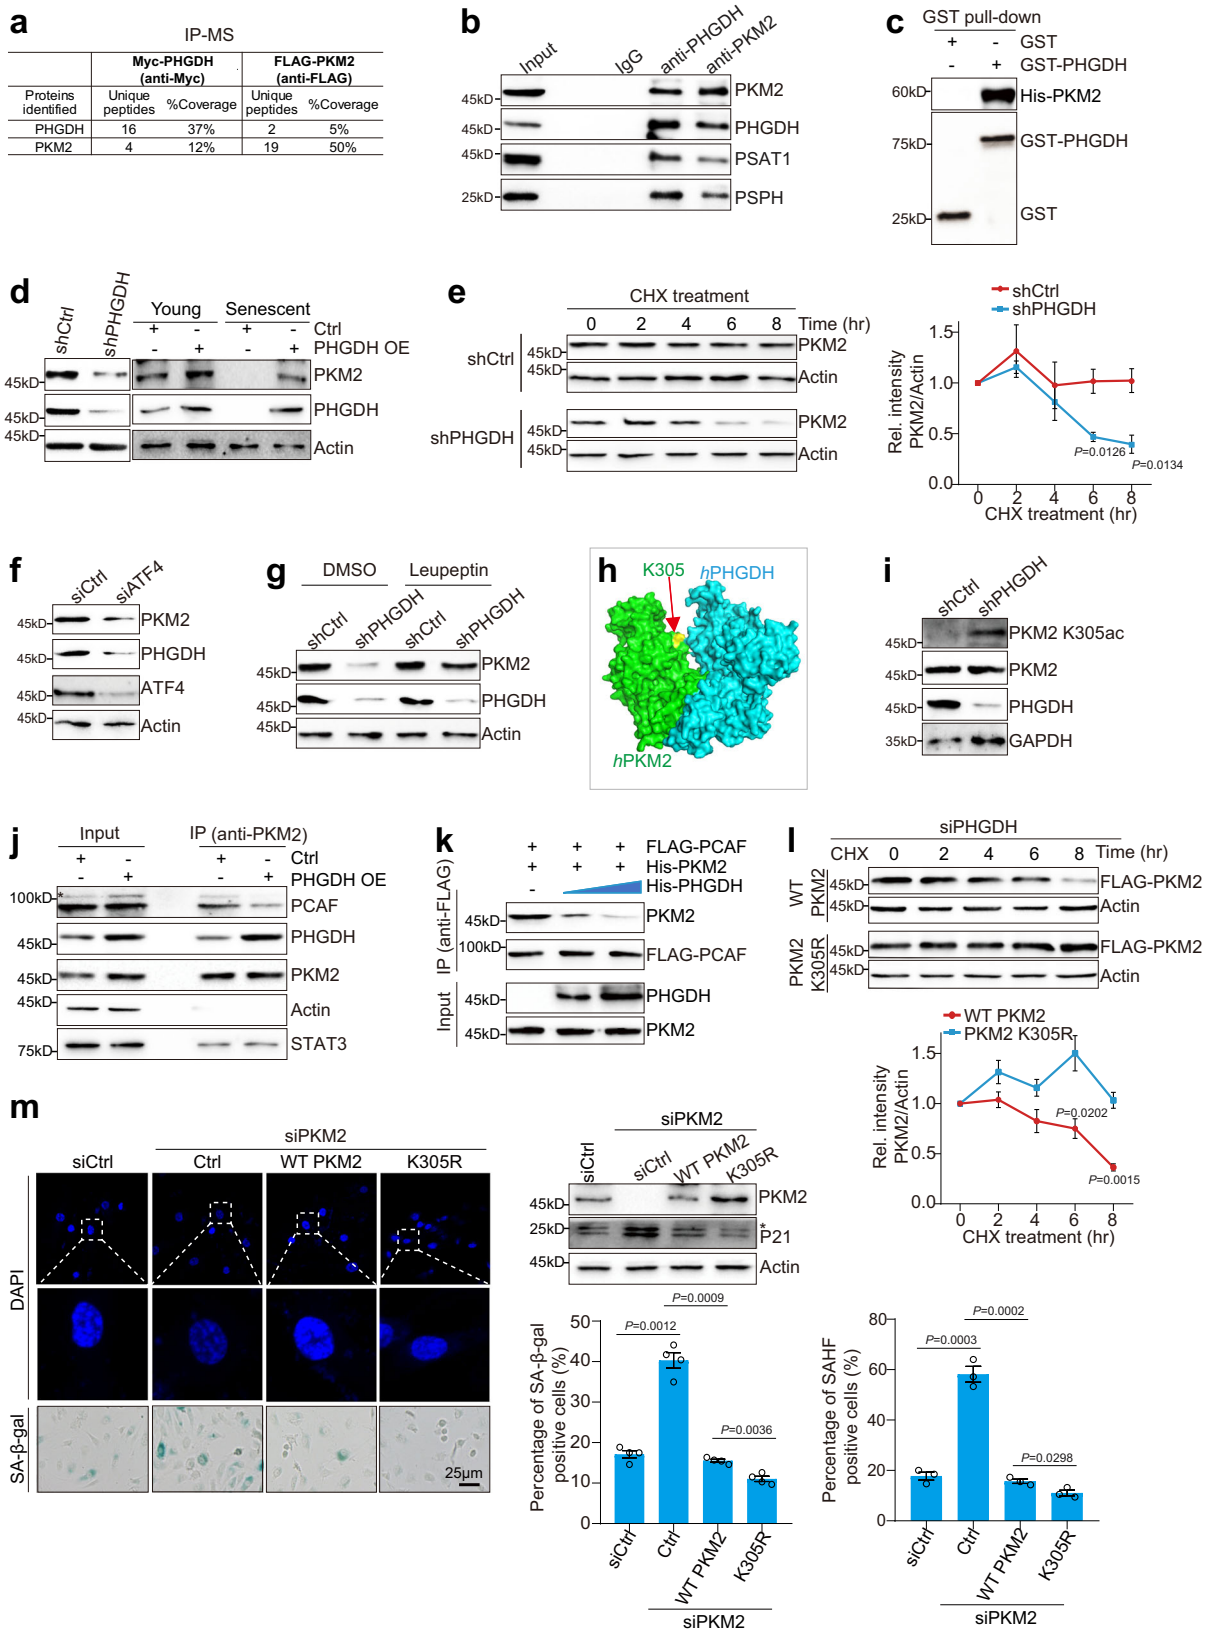 a
IP-MS
Myc-PHGDH
(anti-Myc)
FLAG-PKM2
(anti-FLAG)
Proteins
identified
Unique
peptides
%Coverage
Unique
peptides
%Coverage
PHGDH 16 37% 2 5%
PKM2 4 12% 19 50%
b
Input
IgG
anti-PHGDH
anti-PKM2
45kD
PKM2
45kD
PHGDH
45kD
PSAT1
25kD
PSPH
c
GST pull-down
+ - GST
- + GST-PHGDH
60kD
His-PKM2
75kD
GST-PHGDH
25kD
GST
d
shCtrl
shPHGDH
Young
Senescent
+ - + - Ctrl
- + - + PHGDH OE
45kD
PKM2
45kD
PHGDH
45kD
Actin
e
CHX treatment
0 2 4 6 8 Time (hr)
shCtrl
45kD
PKM2
45kD
Actin
shPHGDH
45kD
PKM2
45kD
Actin
shCtrl
shPHGDH
Rel. intensity
PKM2/Actin
1.5
1.0
0.5
0.0
P=0.0126
P=0.0134
0 2 4 6 8
CHX treatment (hr)
f
siCtrl
siATF4
45kD
PKM2
45kD
PHGDH
45kD
ATF4
45kD
Actin
g
DMSO
Leupeptin
shCtrl
shPHGDH
shCtrl
shPHGDH
45kD
PKM2
45kD
PHGDH
45kD
Actin
h
K305
hPHGDH
hPKM2
i
shCtrl
shPHGDH
45kD
PKM2 K305ac
45kD
PKM2
45kD
PHGDH
35kD
GAPDH
j
Input
IP (anti-PKM2)
+ - + - Ctrl
- + - + PHGDH OE
100kD
*
PCAF
45kD
PHGDH
45kD
PKM2
45kD
Actin
75kD
STAT3
k
+ + + FLAG-PCAF
+ + + His-PKM2
- His-PHGDH
IP (anti-FLAG)
45kD
PKM2
100kD
FLAG-PCAF
Input
45kD
PHGDH
45kD
PKM2
l
siPHGDH
CHX 0 2 4 6 8 Time (hr)
WT
PKM2
45kD
FLAG-PKM2
45kD
Actin
PKM2
K305R
45kD
FLAG-PKM2
45kD
Actin
WT PKM2
PKM2 K305R
Rel. intensity
PKM2/Actin
1.5
1.0
0.5
0.0
P=0.0202
P=0.0015
0 2 4 6 8
CHX treatment (hr)
m
siPKM2
siCtrl
Ctrl
WT PKM2
K305R
DAPI
SA-β-gal
25μm
siPKM2
siCtrl
siCtrl
WT PKM2
K305R
45kD
PKM2
25kD
*
P21
45kD
Actin
Percentage of SA-β-gal
positive cells (%)
50
40
30
20
10
0
P=0.0009
P=0.0012
P=0.0036
siCtrl
Ctrl
WT PKM2
K305R
siPKM2
Percentage of SAHF
positive cells (%)
80
60
40
20
0
P=0.0002
P=0.0003
P=0.0298
siCtrl
Ctrl
WT PKM2
K305R
siPKM2